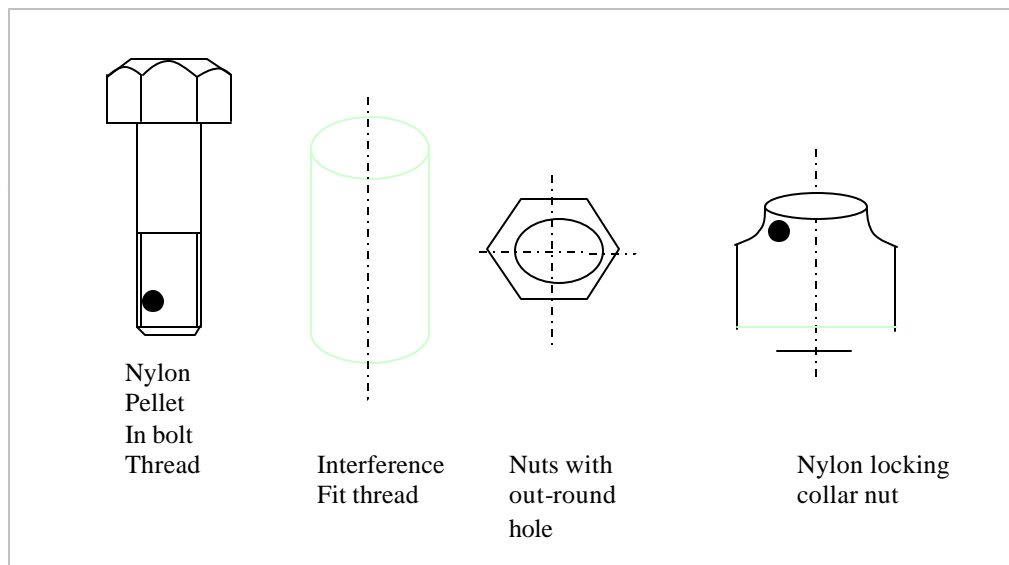 Nylon
Pellet
In bolt
Thread
Interference
Fit thread
Nuts with
out-round
hole
Nylon locking
collar nut